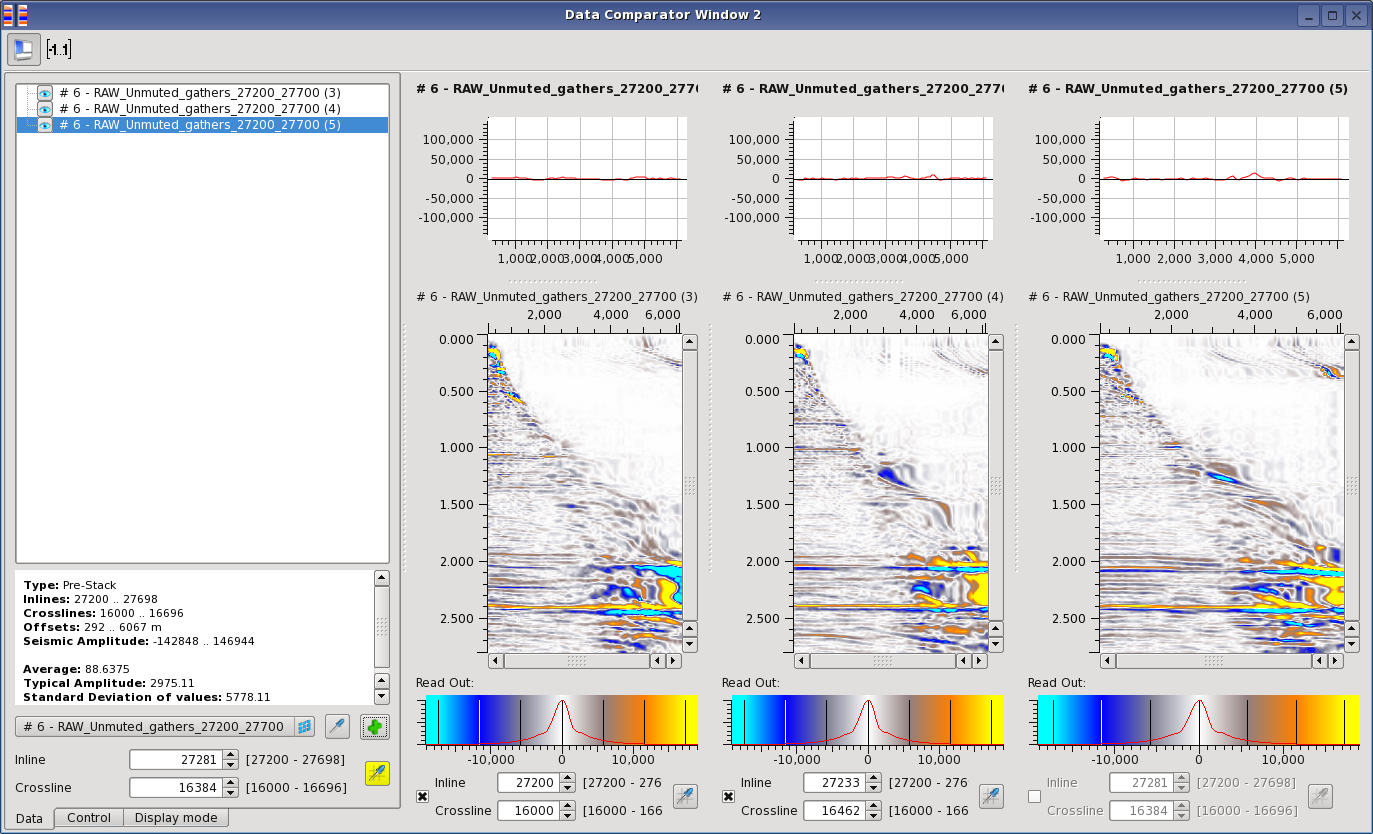 Data Comparator Window 2
[-1.1]
# 6 - RAW_Unmuted_gathers_27200_27700 (3)
# 6 - RAW_Unmuted_gathers_27200_27700 (4)
# 6 - RAW_Unmuted_gathers_27200_27700 (5)
Type: Pre-Stack
Inlines: 27200 .. 27698
Crosslines: 16000 .. 16696
Offsets: 292 .. 6067 m
Seismic Amplitude: -142848 .. 146944
Average: 88.6375
Typical Amplitude: 2975.11
Standard Deviation of values: 5778.11
# 6 - RAW_Unmuted_gathers_27200_27700
Inline 27281 [27200 - 27698]
Crossline 16384 [16000 - 16696]
Data Control Display mode
# 6 - RAW_Unmuted_gathers_27200_2770
100,000
50,000
0
-50,000
-100,000
1,000 2,000 3,000 4,000 5,000
# 6 - RAW_Unmuted_gathers_27200_27700 (3)
2,000 4,000 6,000
0.000
0.500
1.000
1.500
2.000
2.500
Read Out:
-10,000 0 10,000
Inline 27200 [27200 - 276
Crossline 16000 [16000 - 166
# 6 - RAW_Unmuted_gathers_27200_2770
100,000
50,000
0
-50,000
-100,000
1,000 2,000 3,000 4,000 5,000
# 6 - RAW_Unmuted_gathers_27200_27700 (4)
2,000 4,000 6,000
0.000
0.500
1.000
1.500
2.000
2.500
Read Out:
-10,000 0 10,000
Inline 27233 [27200 - 276
Crossline 16462 [16000 - 166
# 6 - RAW_Unmuted_gathers_27200_27700 (5)
100,000
50,000
0
-50,000
-100,000
1,000 2,000 3,000 4,000 5,000
# 6 - RAW_Unmuted_gathers_27200_27700 (5)
2,000 4,000 6,000
0.000
0.500
1.000
1.500
2.000
2.500
Read Out:
-10,000 0 10,000
Inline 27281 [27200 - 27698]
Crossline 16384 [16000 - 16696]